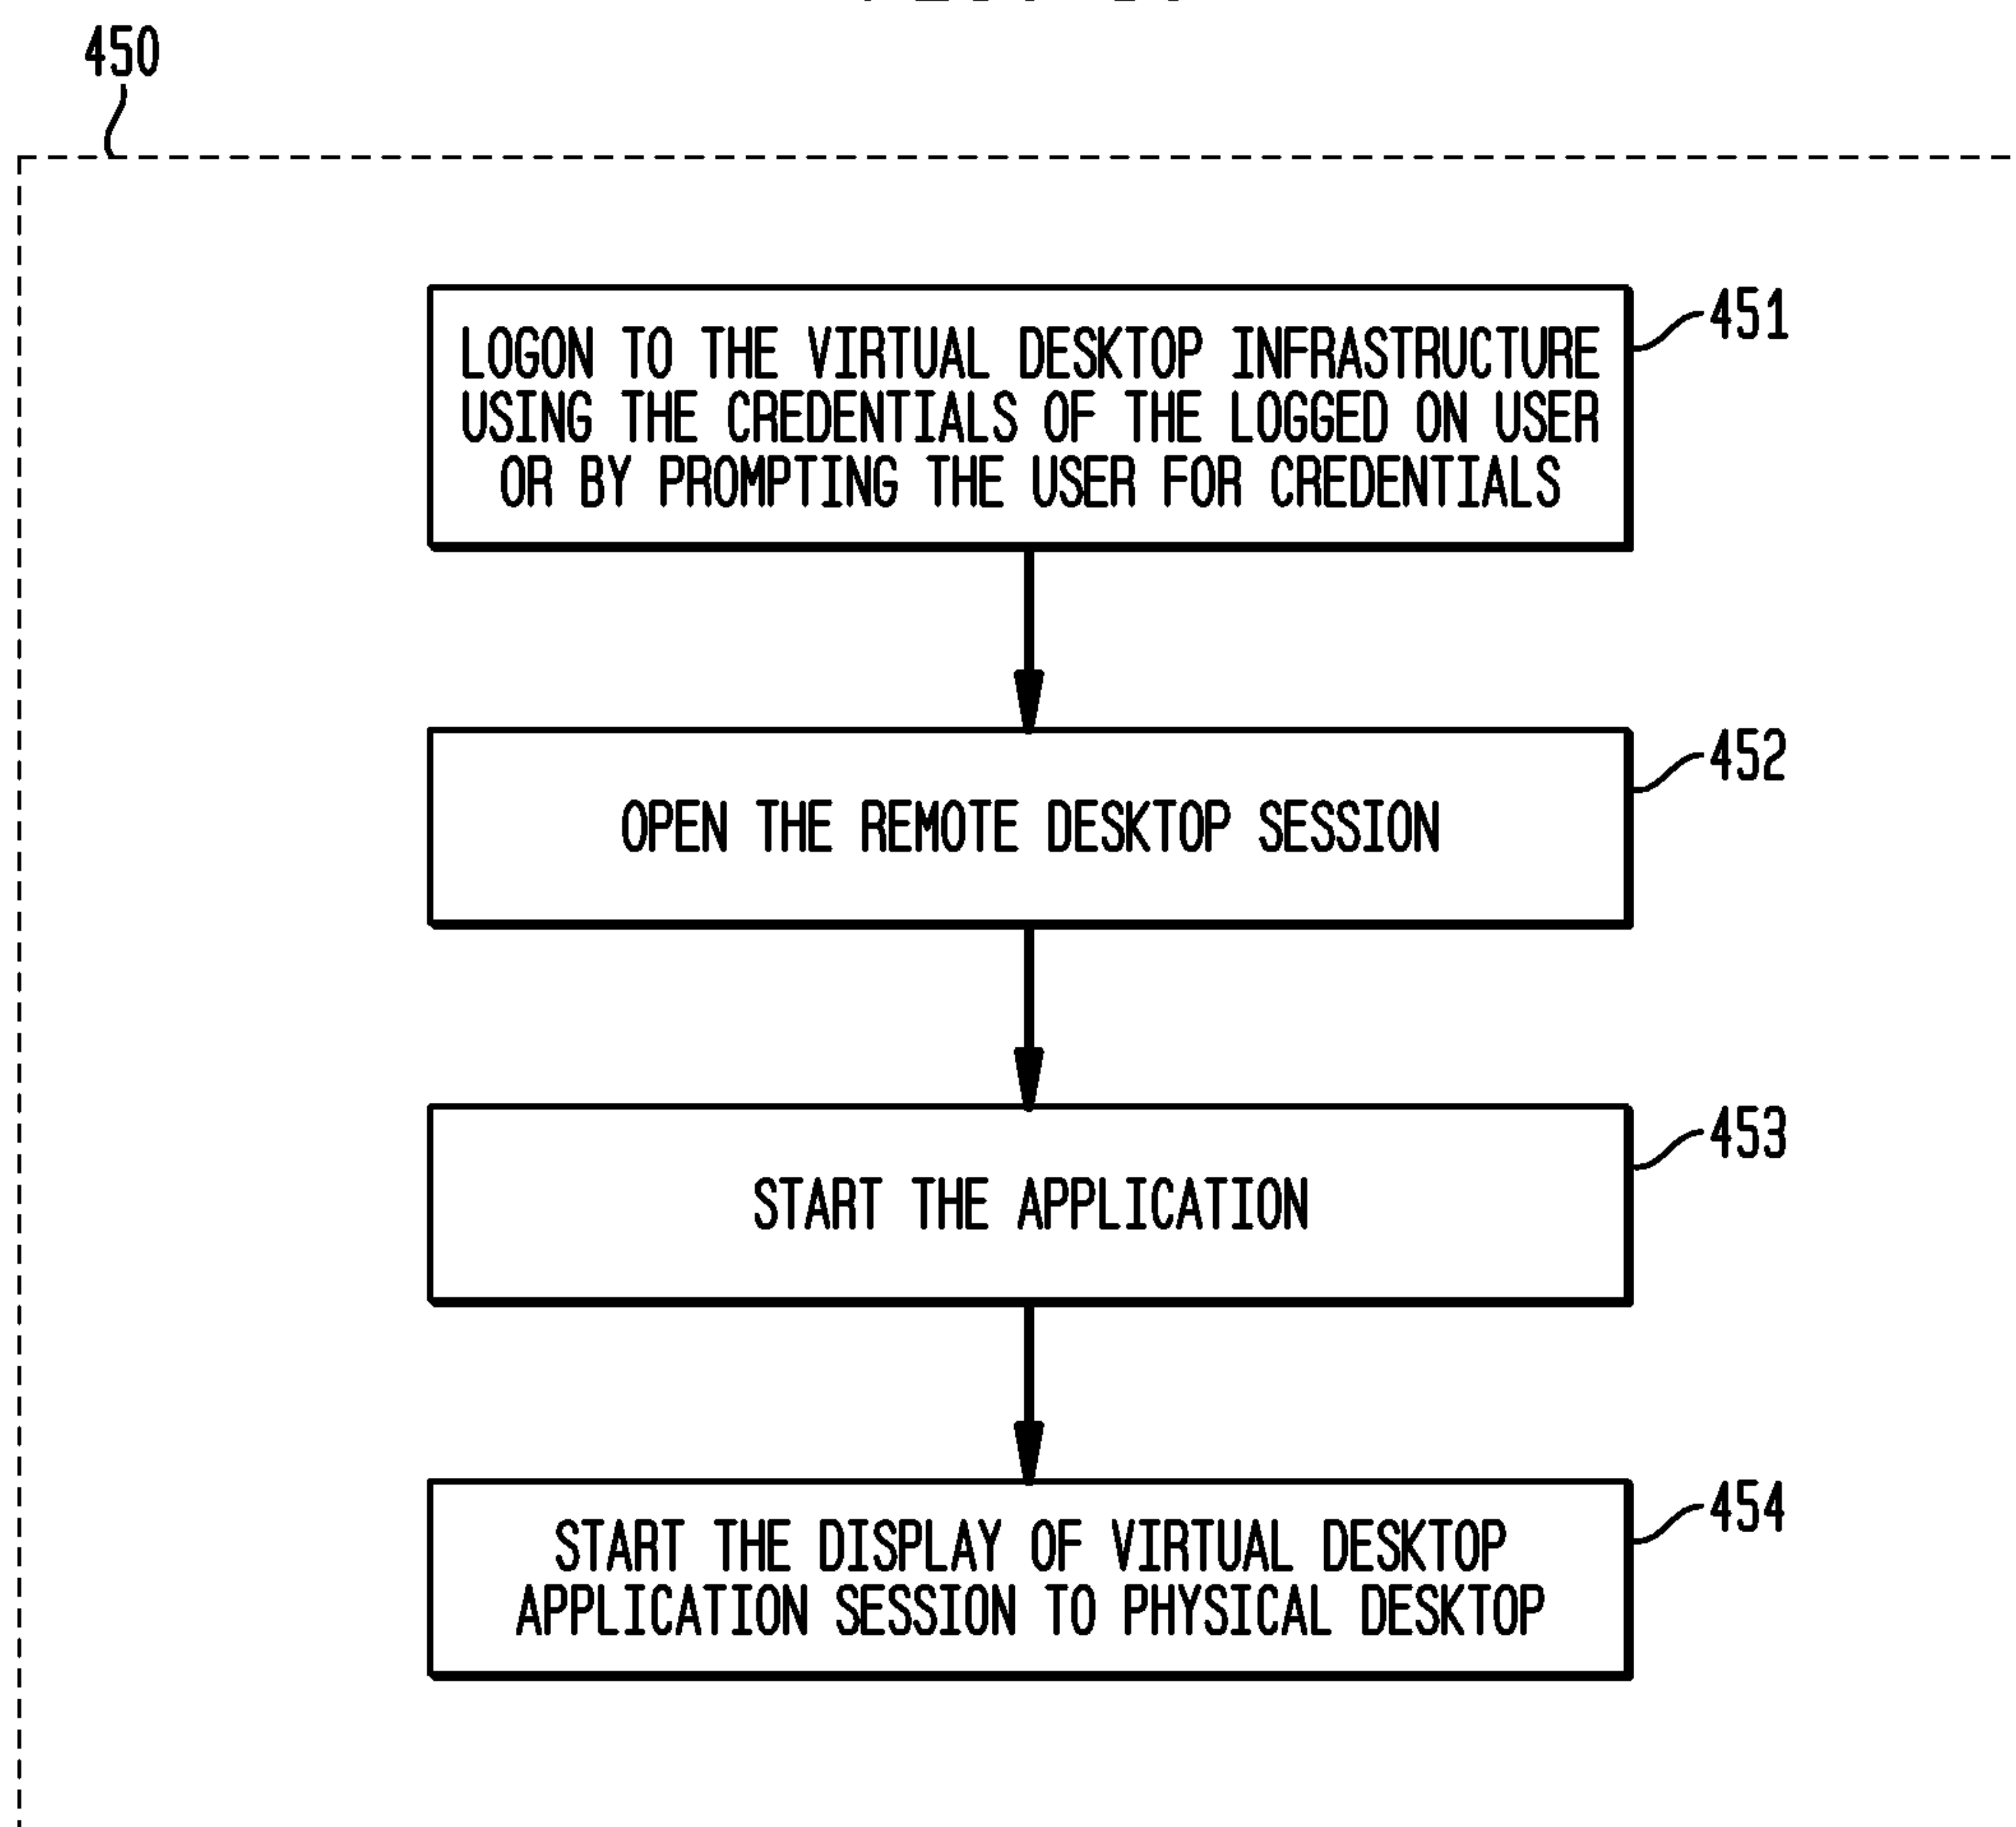 450
LOGON TO THE VIRTUAL DESKTOP INFRASTRUCTURE
USING THE CREDENTIALS OF THE LOGGED ON USER
OR BY PROMPTING THE USER FOR CREDENTIALS
451
OPEN THE REMOTE DESKTOP SESSION
452
START THE APPLICATION
453
START THE DISPLAY OF VIRTUAL DESKTOP
APPLICATION SESSION TO PHYSICAL DESKTOP
454